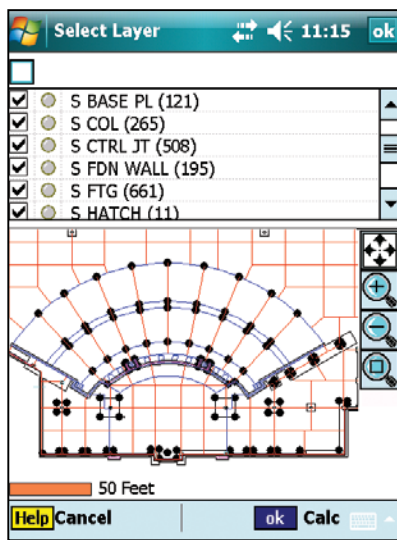 Select Layer 11:15 ok
S BASE PL (121)
S COL (265)
S CTRL JT (508)
S FDN WALL (195)
S FTG (661)
S HATCH (11)
50 Feet
Help Cancel ok Calc